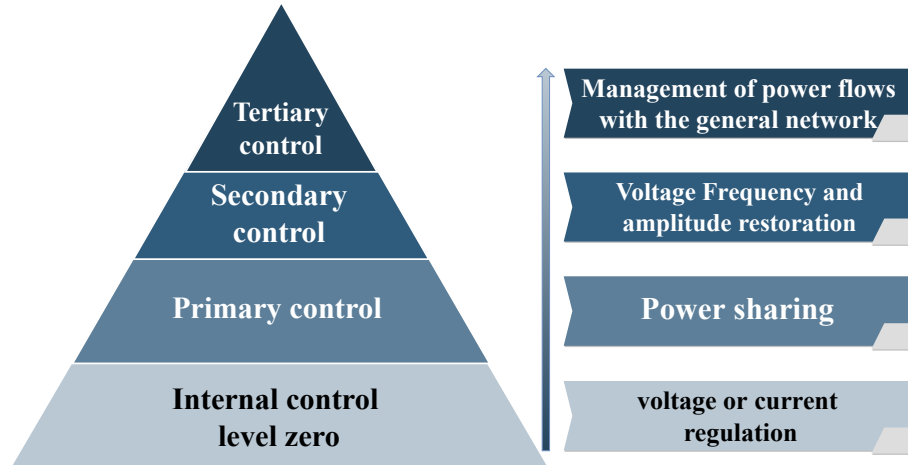 Tertiary
control
Secondary
control
Primary control
Internal control
level zero
Management of power flows
with the general network
Voltage Frequency and
amplitude restoration
Power sharing
voltage or current
regulation